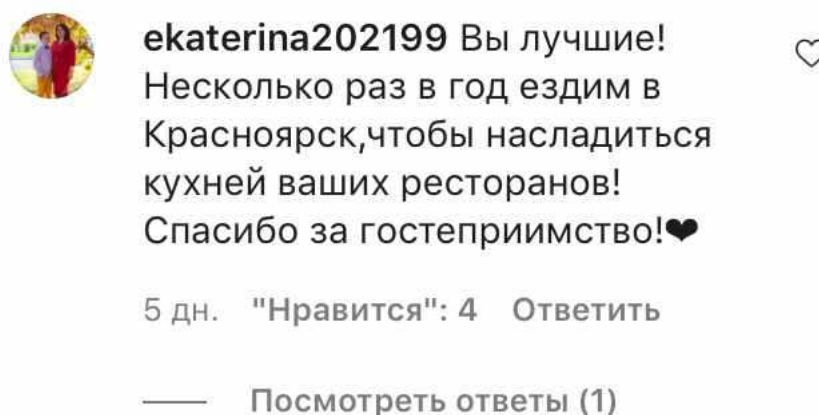 ekaterina202199 Вы лучшие!
Несколько раз в год ездим в
Красноярск,чтобы насладиться
кухней ваших ресторанов!
Спасибо за гостеприимство!❤
5 дн. "Нравится": 4 Ответить
Посмотреть ответы (1)